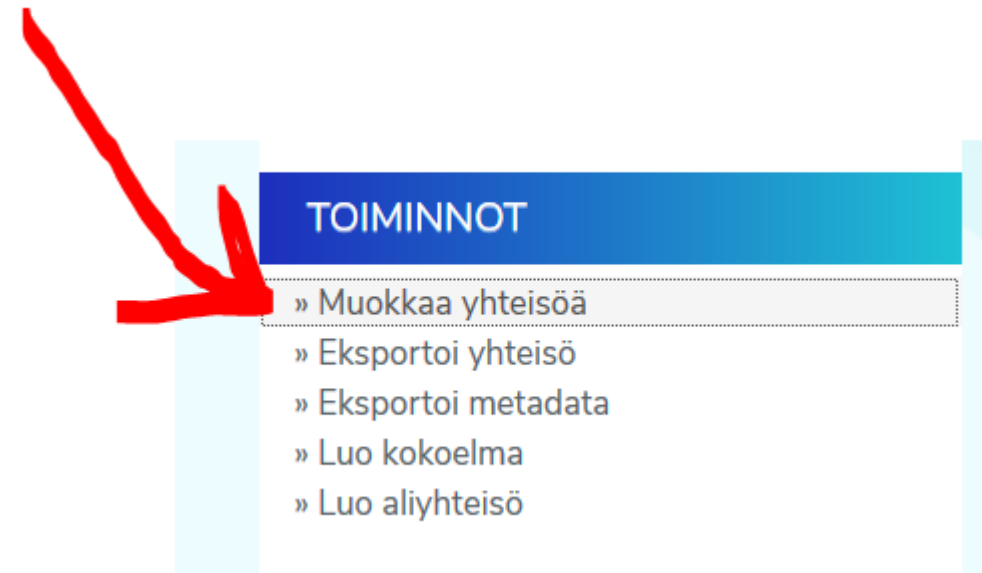 TOIMINNOT
» Muokkaa yhteisöä
» Eksportoi yhteisö
» Eksportoi metadata
» Luo kokoelma
» Luo aliyhteisö